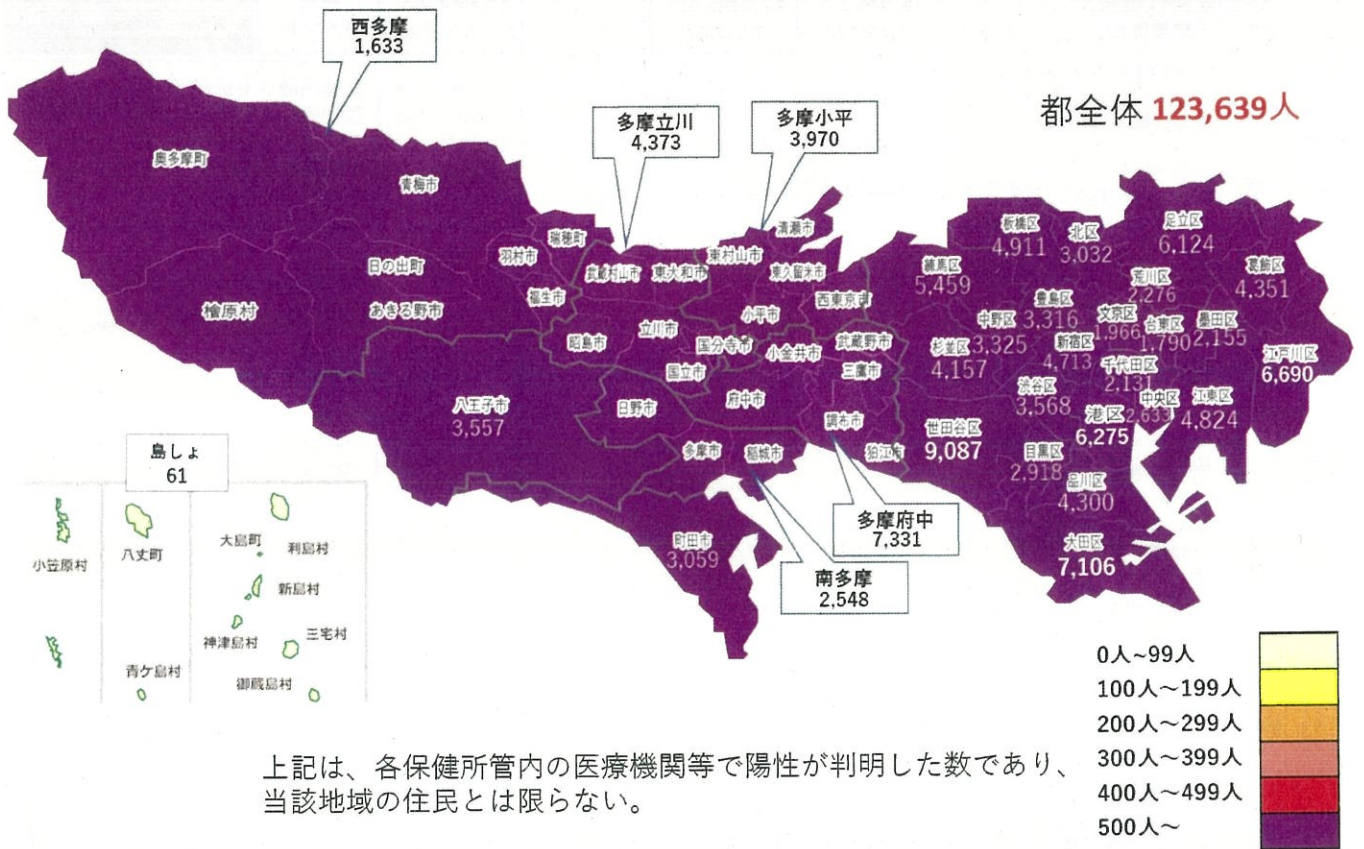 西多摩
1,633
多摩立川
4,373
多摩小平
3,970
都全体 123,639人
奥多摩町
青梅市
瑞穂町
羽村市
日の出町
福生市
檜原村
あきる野市
武蔵村山市
東大和市
東村山市
清瀬市
東久留米市
西東京市
小平市
立川市
昭島市
国分寺市
小金井市
武蔵野市
国立市
三鷹市
府中市
日野市
調布市
八王子市
3,557
多摩市
稲城市
狛江市
町田市
3,059
板橋区
4,911
北区
3,032
足立区
6,124
練馬区
5,459
荒川区
2,276
葛飾区
4,351
豊島区
3,316
文京区
1,966
台東区
1,790
墨田区
2,155
中野区
3,325
杉並区
4,157
新宿区
4,713
千代田区
2,131
江戸川区
6,690
渋谷区
3,568
中央区
2,633
江東区
4,824
港区
6,275
世田谷区
9,087
目黒区
2,918
品川区
4,300
大田区
7,106
多摩府中
7,331
南多摩
2,548
島しょ
61
小笠原村
八丈町
青ケ島村
大島町
利島村
新島村
神津島村
三宅村
御蔵島村
0人~99人
100人～199人
200人～299人
300人～399人
400人～499人
500人～
上記は、各保健所管内の医療機関等で陽性が判明した数であり、
当該地域の住民とは限らない。